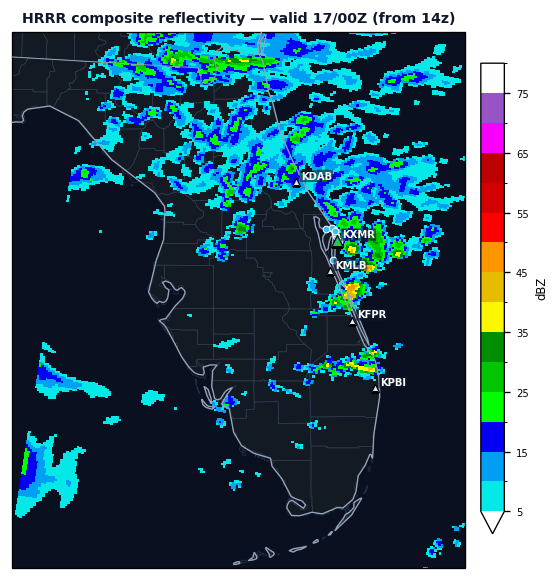 HRRR composite reflectivity — valid 17/00Z (from 14z)
75
65
55
45
35
25
15
5
dBZ
KDAB
KXMR
KMLB
KFPR
KPBI